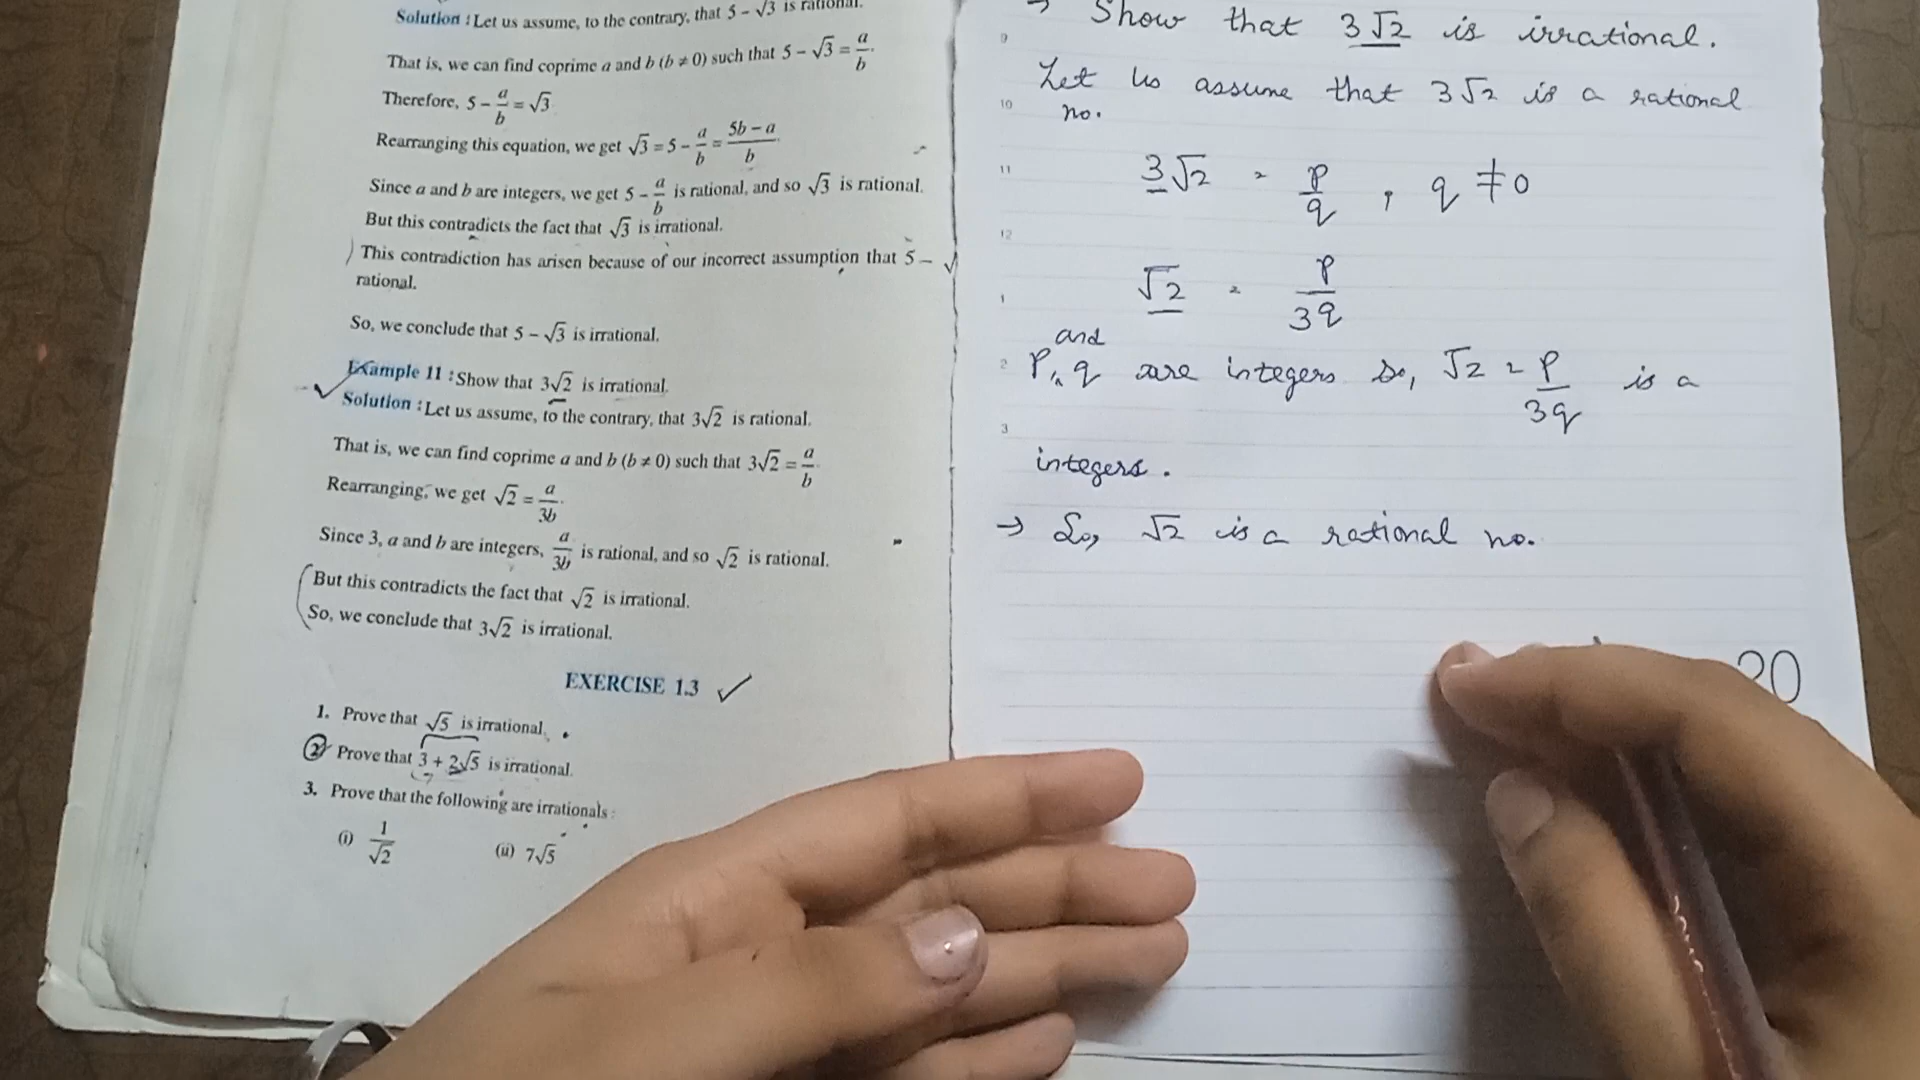 Solution : Let us assume, to the contrary, that 5 – √3 is rational.
That is, we can find coprime a and b (b ≠ 0) such that 5 – √3 = a/b.
Therefore, 5 – a/b = √3
Rearranging this equation, we get √3 = 5 – a/b = (5b – a)/b.
Since a and b are integers, we get 5 – a/b is rational, and so √3 is rational.
But this contradicts the fact that √3 is irrational.
This contradiction has arisen because of our incorrect assumption that 5 – √
rational.
So, we conclude that 5 – √3 is irrational.
Example 11 : Show that 3√2 is irrational.
Solution : Let us assume, to the contrary, that 3√2 is rational.
That is, we can find coprime a and b (b ≠ 0) such that 3√2 = a/b.
Rearranging, we get √2 = a/3b.
Since 3, a and b are integers, a/3b is rational, and so √2 is rational.
But this contradicts the fact that √2 is irrational.
So, we conclude that 3√2 is irrational.
EXERCISE 1.3
1. Prove that √5 is irrational.
2. Prove that 3 + 2√5 is irrational.
3. Prove that the following are irrationals :
(i) 1/√2 (ii) 7√5
→ Show that 3√2 is irrational.
9
Let us assume that 3√2 is a rational
10
no.
11
3√2 = p/q , q ≠ 0
12
√2 = p/3q
1
and
2
P, q are integers So, √2 = P/3q is a
3
integers.
→ So, √2 is a rational no.
20